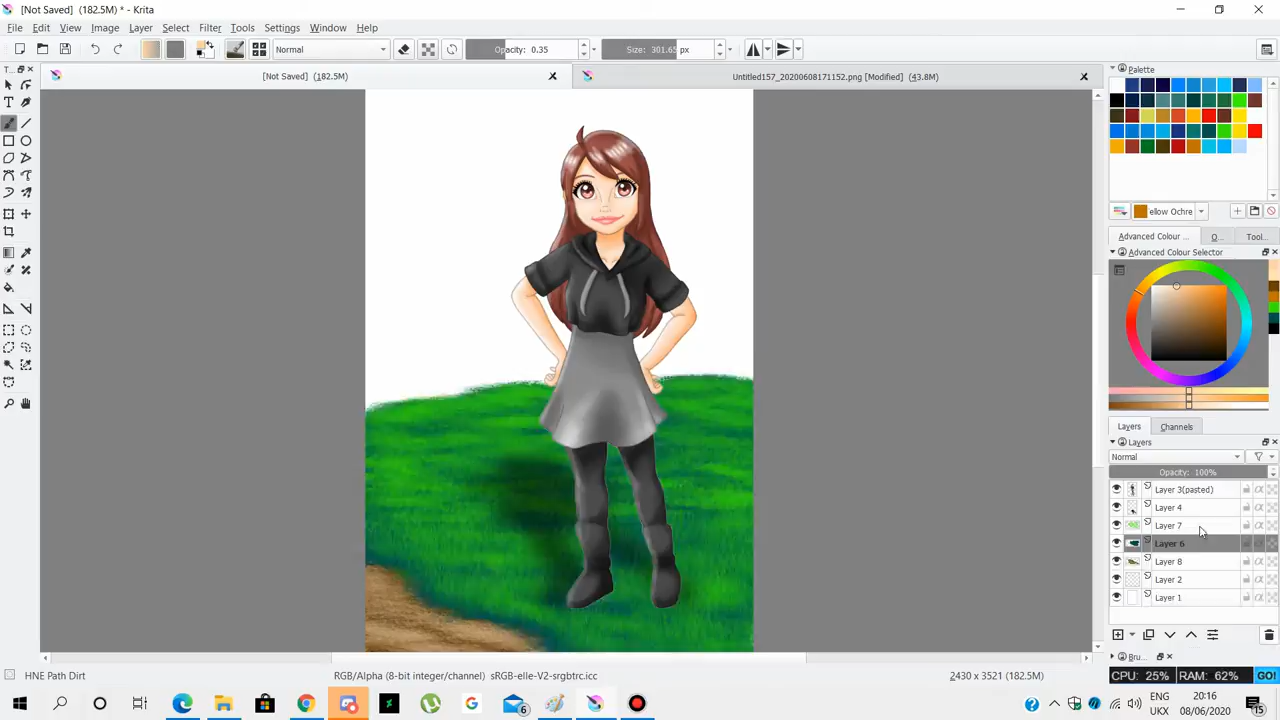 [Not Saved] (182.5M) * - Krita
File Edit View Image Layer Select Filter Tools Settings Window Help
Normal Opacity: 0.35 Size: 301.65 px
[Not Saved] (182.5M) Untitled157_20200608171152.png [Modified] (43.8M)
T...
Palette
ellow Ochre
Advanced Colour ... Q... Tool...
Advanced Colour Selector
Layers Channels
Layers
Normal
Opacity: 100%
Layer 3(pasted)
Layer 4
Layer 7
Layer 6
Layer 8
Layer 2
Layer 1
Bru...
HNE Path Dirt RGB/Alpha (8-bit integer/channel) sRGB-elle-V2-srgbtrc.icc 2430 x 3521 (182.5M) CPU: 25% RAM: 62% GO!
6 ENG UKX 20:16 08/06/2020 15